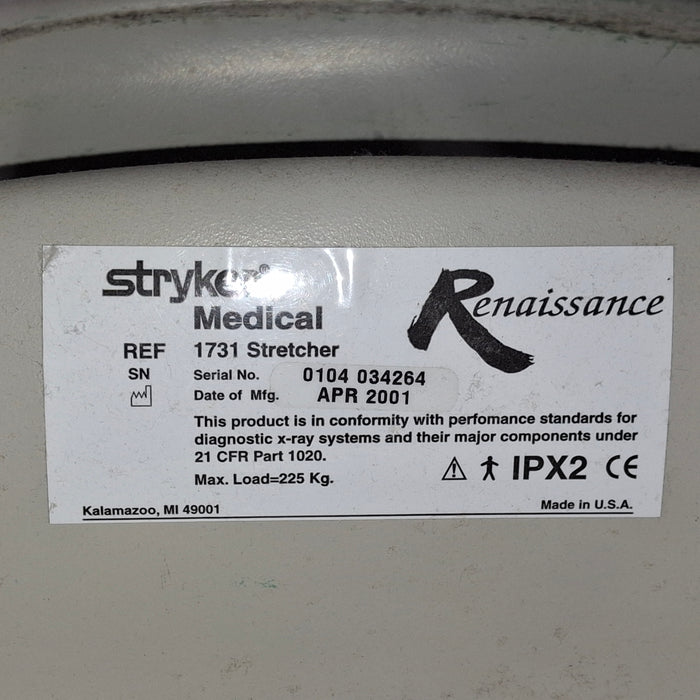 stryker®
Medical
Renaissance
REF 1731 Stretcher
SN Serial No. 0104 034264
Date of Mfg. APR 2001
This product is in conformity with perfomance standards for
diagnostic x-ray systems and their major components under
21 CFR Part 1020.
Max. Load=225 Kg.
IPX2 CE
Kalamazoo, MI 49001
Made in U.S.A.